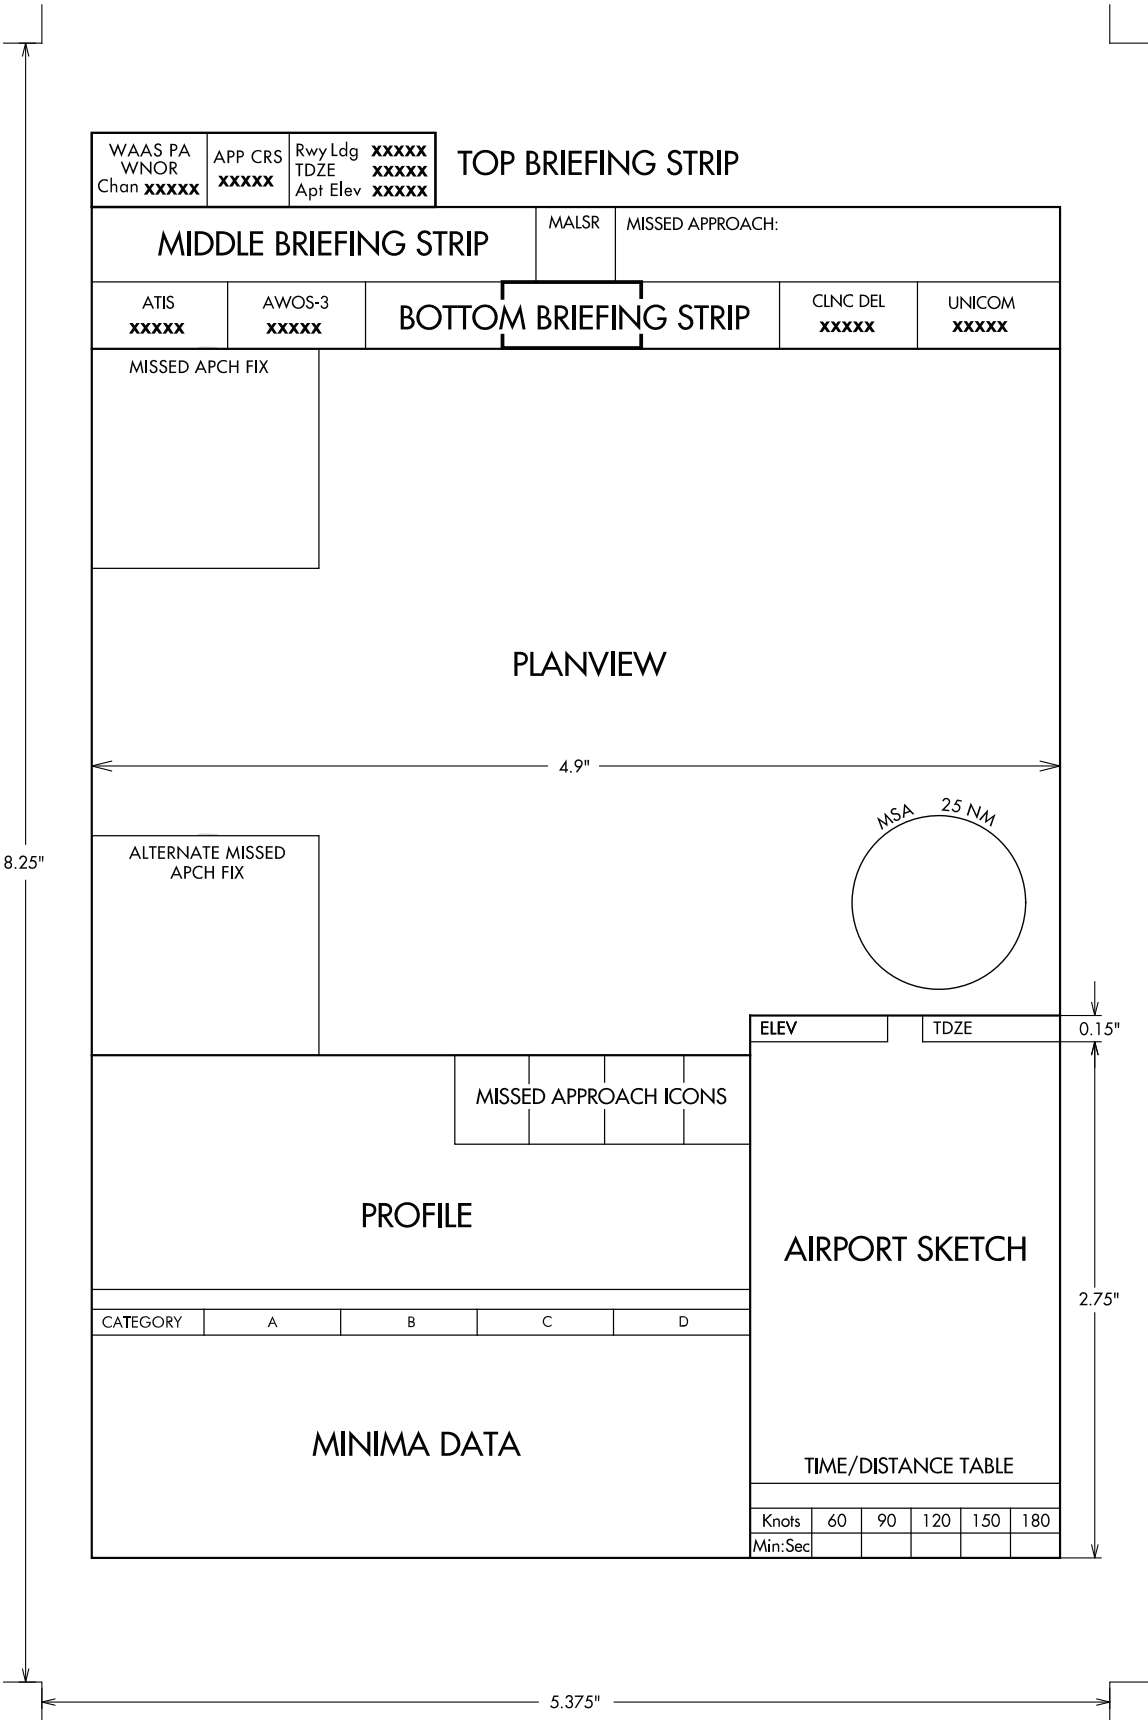 WAAS PA
WNOR
Chan XXXXX
APP CRS
XXXXX
Rwy Ldg XXXXX
TDZE XXXXX
Apt Elev XXXXX
TOP BRIEFING STRIP
MIDDLE BRIEFING STRIP
MALSR
MISSED APPROACH:
ATIS
XXXXX
AWOS-3
XXXXX
BOTTOM BRIEFING STRIP
CLNC DEL
XXXXX
UNICOM
XXXXX
MISSED APCH FIX
PLANVIEW
4.9"
MSA 25 NM
ALTERNATE MISSED
APCH FIX
8.25"
ELEV
TDZE
0.15"
MISSED APPROACH ICONS
PROFILE
AIRPORT SKETCH
2.75"
CATEGORY A B C D
MINIMA DATA
TIME/DISTANCE TABLE
Knots 60 90 120 150 180
Min:Sec
5.375"